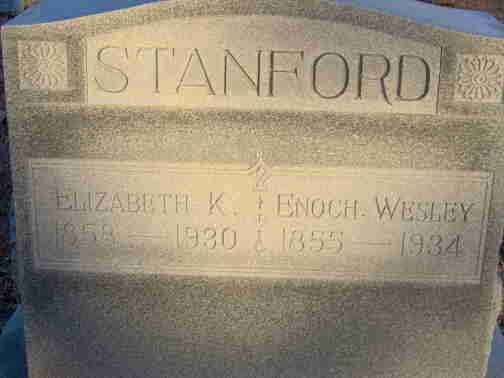 STANFORD
ELIZABETH K. ENOCH WESLEY
1858 — 1930 1855 — 1934